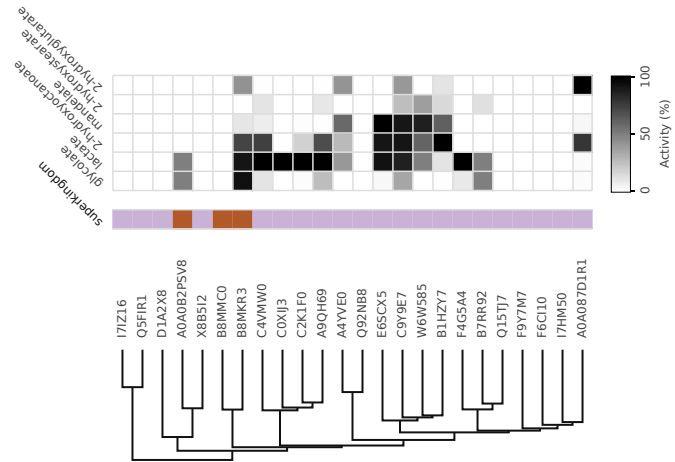 2-hydroxyglutarate
2-hydroxystearate
mandelate
2-hydroxyoctanoate
lactate
glycolate
superkingdom
100
50
0
Activity (%)
I7IZ16
Q5FIR1
D1A2X8
A0A0B2PSV8
X8B5I2
B8MMC0
B8MKR3
C4VMW0
C0XIJ3
C2K1F0
A9QH69
A4YVE0
Q92NB8
E6SCX5
C9Y9E7
W6W585
B1HZY7
F4G5A4
B7RR92
Q15TJ7
F9Y7M7
F6CI10
I7HM50
A0A087D1R1